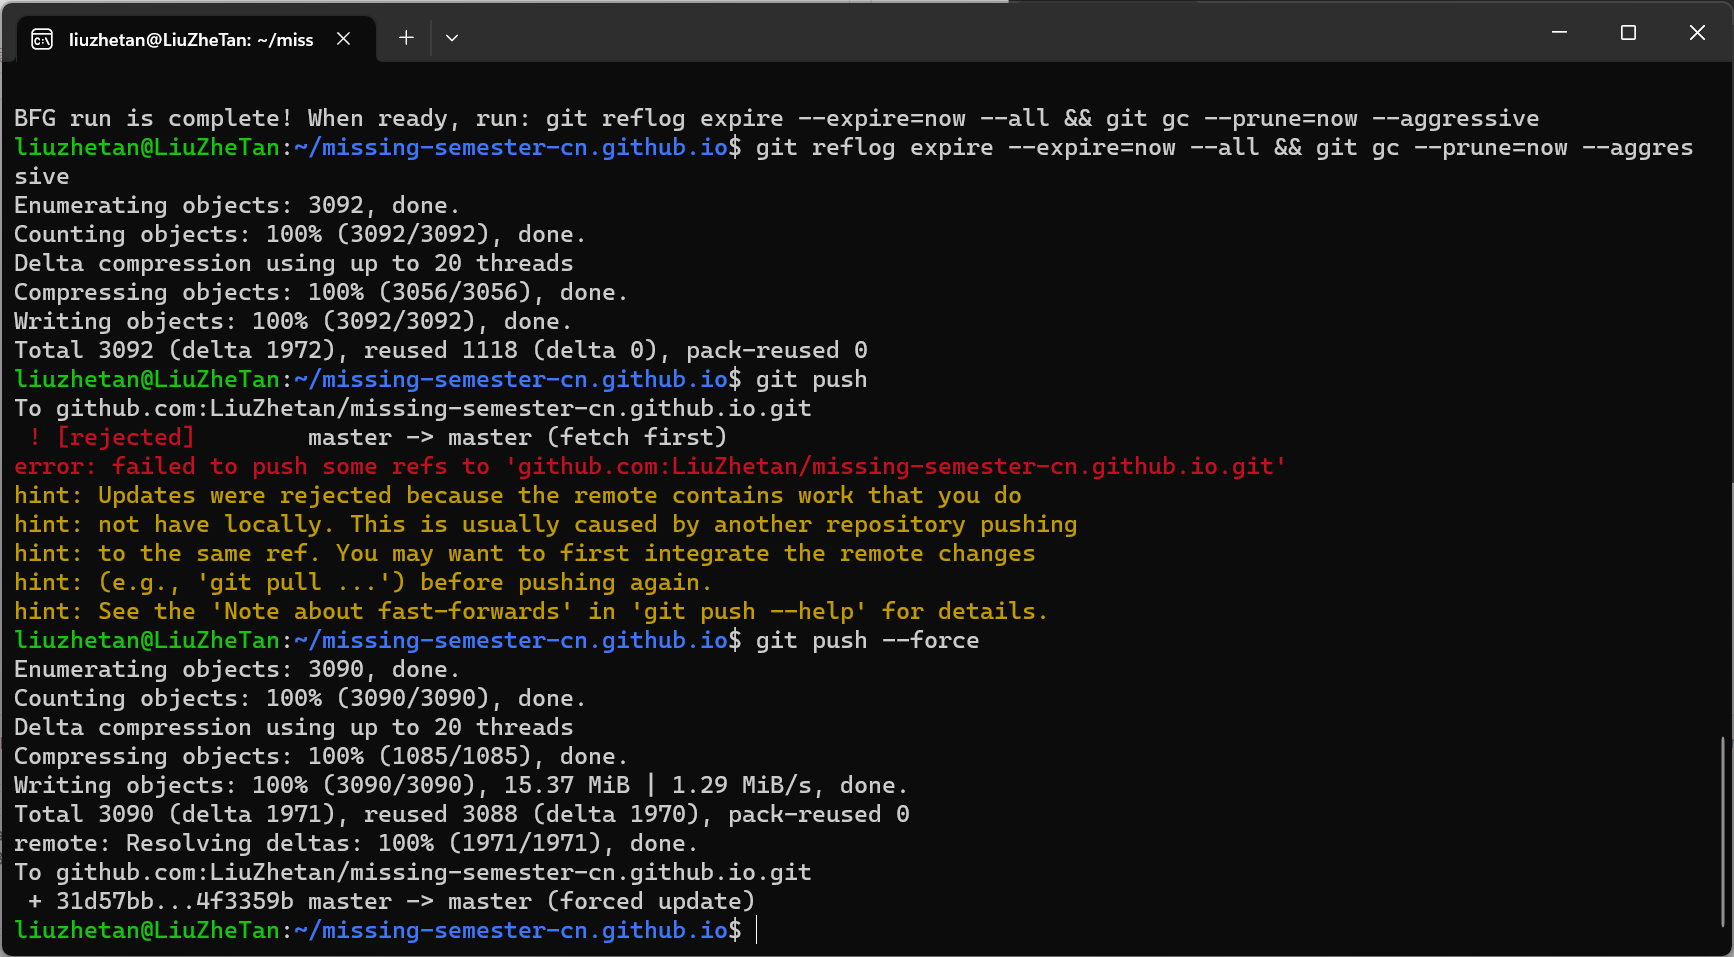 liuzhetan@LiuZheTan: ~/miss
BFG run is complete! When ready, run: git reflog expire --expire=now --all && git gc --prune=now --aggressive
liuzhetan@LiuZheTan:~/missing-semester-cn.github.io$ git reflog expire --expire=now --all && git gc --prune=now --aggres
sive
Enumerating objects: 3092, done.
Counting objects: 100% (3092/3092), done.
Delta compression using up to 20 threads
Compressing objects: 100% (3056/3056), done.
Writing objects: 100% (3092/3092), done.
Total 3092 (delta 1972), reused 1118 (delta 0), pack-reused 0
liuzhetan@LiuZheTan:~/missing-semester-cn.github.io$ git push
To github.com:LiuZhetan/missing-semester-cn.github.io.git
 ! [rejected]        master -> master (fetch first)
error: failed to push some refs to 'github.com:LiuZhetan/missing-semester-cn.github.io.git'
hint: Updates were rejected because the remote contains work that you do
hint: not have locally. This is usually caused by another repository pushing
hint: to the same ref. You may want to first integrate the remote changes
hint: (e.g., 'git pull ...') before pushing again.
hint: See the 'Note about fast-forwards' in 'git push --help' for details.
liuzhetan@LiuZheTan:~/missing-semester-cn.github.io$ git push --force
Enumerating objects: 3090, done.
Counting objects: 100% (3090/3090), done.
Delta compression using up to 20 threads
Compressing objects: 100% (1085/1085), done.
Writing objects: 100% (3090/3090), 15.37 MiB | 1.29 MiB/s, done.
Total 3090 (delta 1971), reused 3088 (delta 1970), pack-reused 0
remote: Resolving deltas: 100% (1971/1971), done.
To github.com:LiuZhetan/missing-semester-cn.github.io.git
 + 31d57bb...4f3359b master -> master (forced update)
liuzhetan@LiuZheTan:~/missing-semester-cn.github.io$